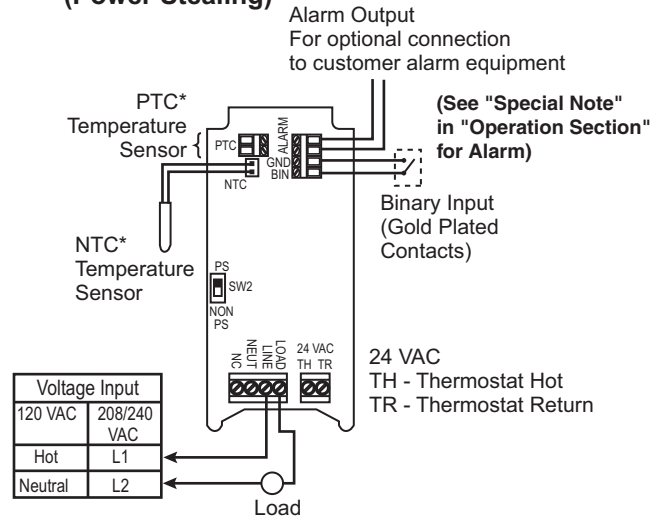 (Power Stealing)
Alarm Output
For optional connection
to customer alarm equipment
(See "Special Note"
in "Operation Section"
for Alarm)
PTC*
Temperature
Sensor {
PTC
ALARM
GND
BIN
NTC
Binary Input
(Gold Plated
Contacts)
NTC*
Temperature
Sensor
PS
SW2
NON
PS
NC
NEUT
LINE
LOAD
24 VAC
TH TR
24 VAC
TH - Thermostat Hot
TR - Thermostat Return
Voltage Input
120 VAC
208/240
VAC
Hot L1
Neutral L2
Load